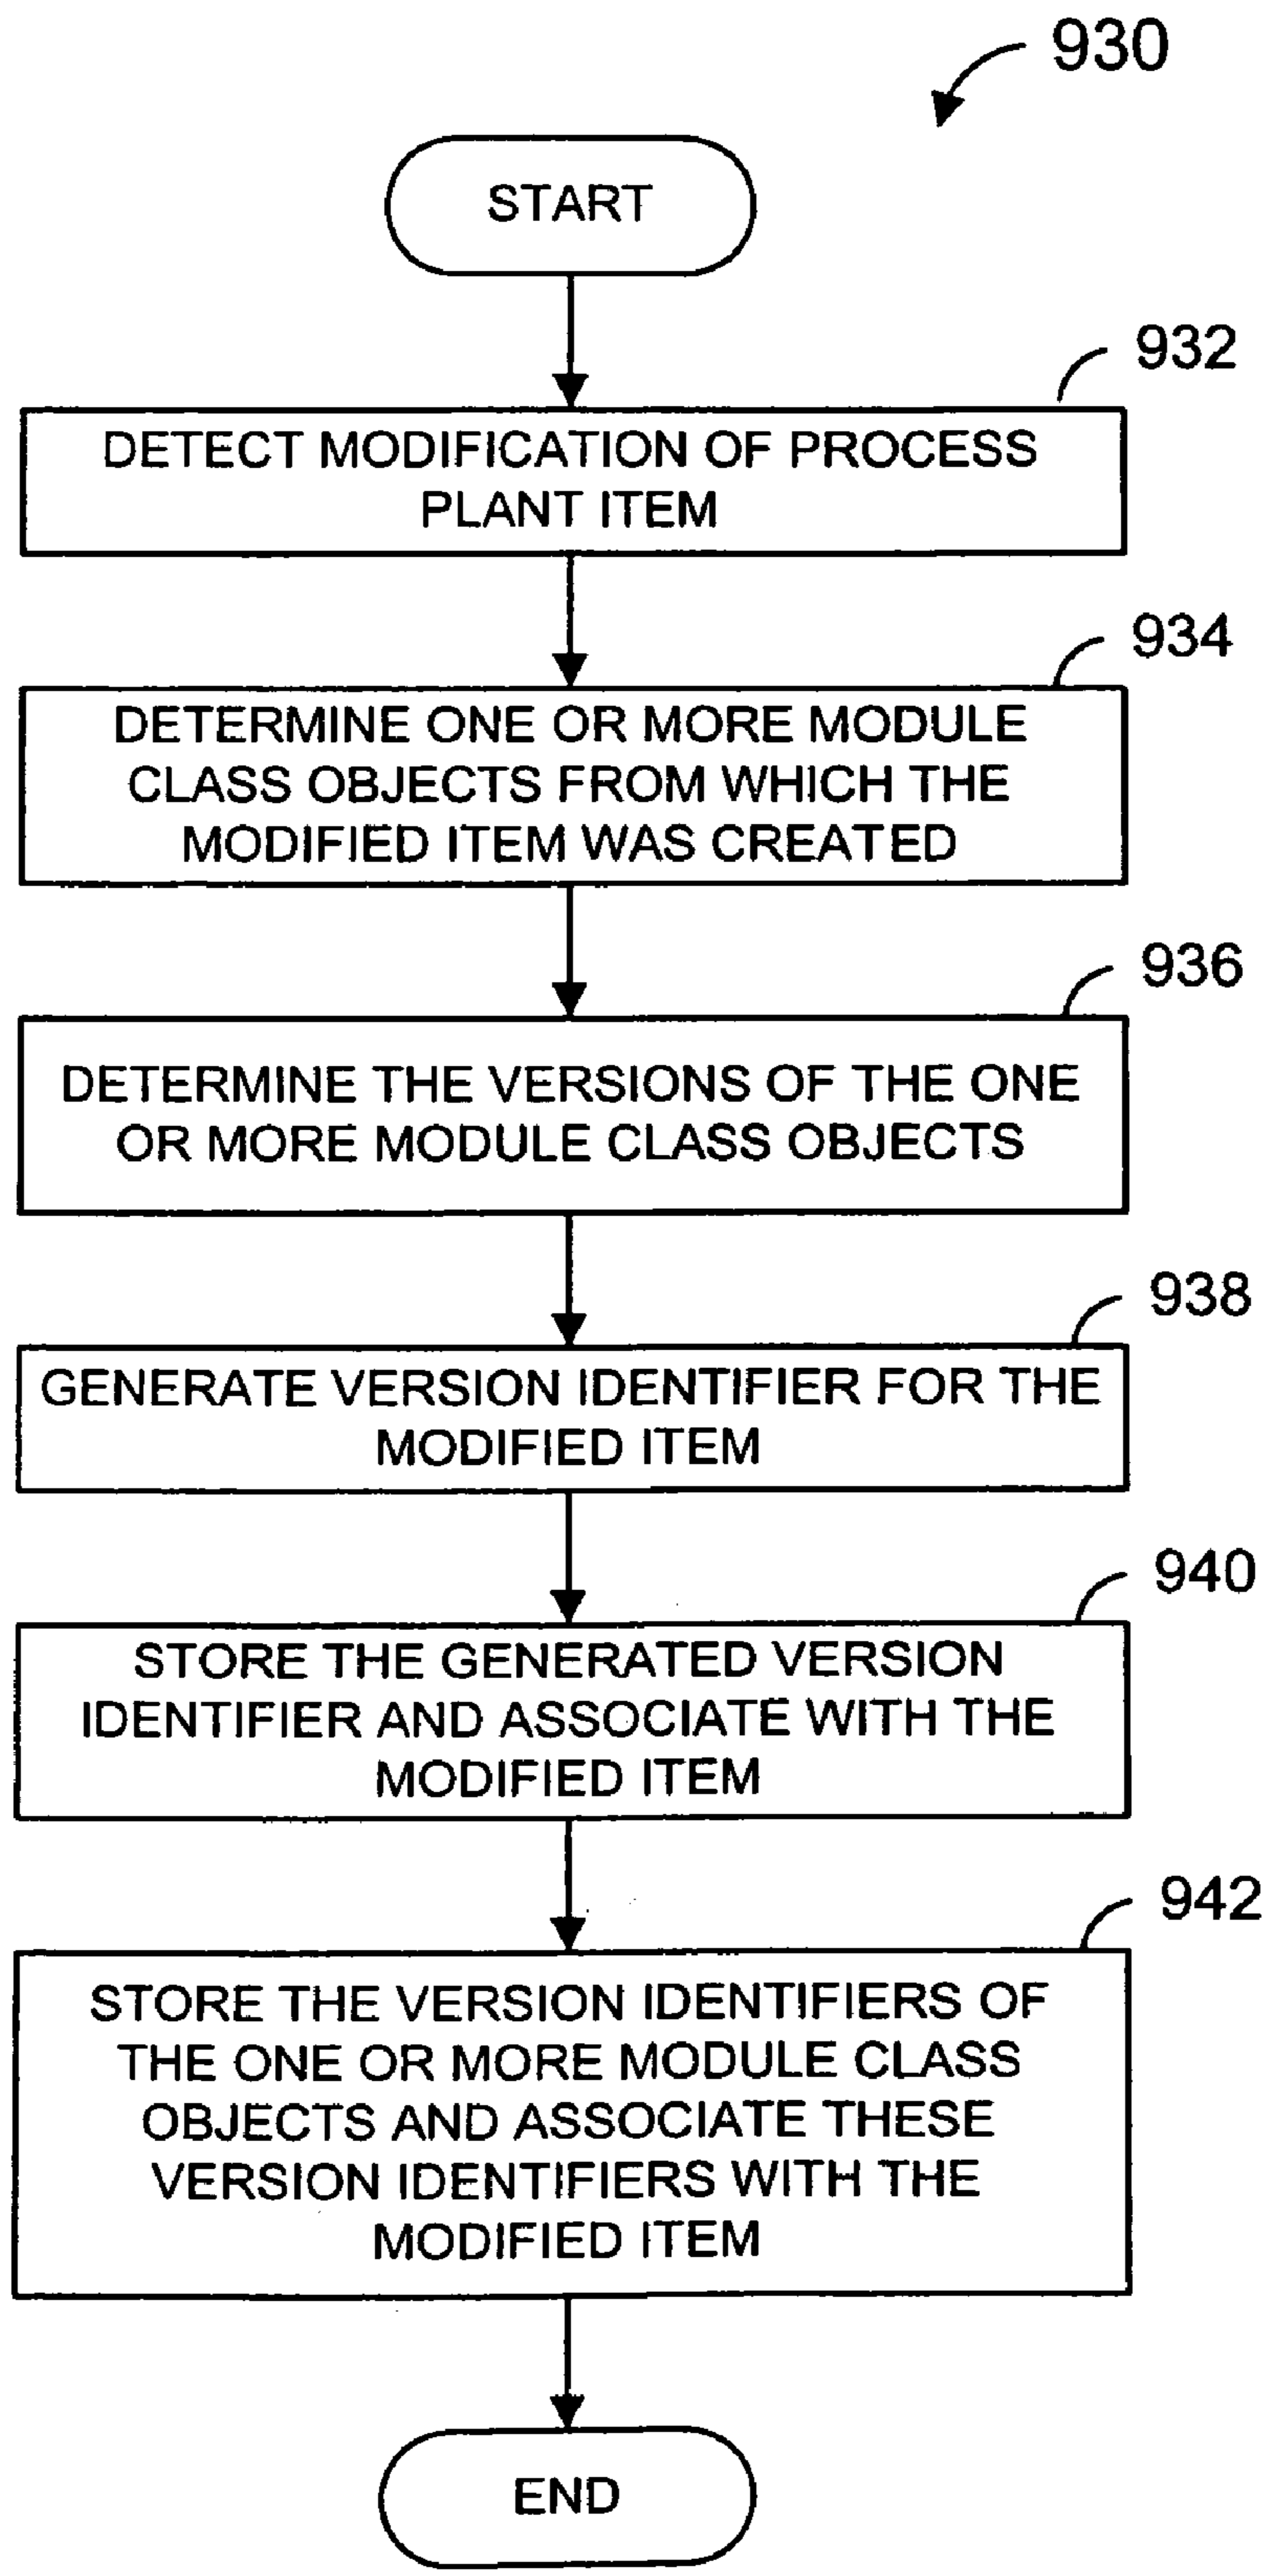 930
START
932
DETECT MODIFICATION OF PROCESS
PLANT ITEM
934
DETERMINE ONE OR MORE MODULE
CLASS OBJECTS FROM WHICH THE
MODIFIED ITEM WAS CREATED
936
DETERMINE THE VERSIONS OF THE ONE
OR MORE MODULE CLASS OBJECTS
938
GENERATE VERSION IDENTIFIER FOR THE
MODIFIED ITEM
940
STORE THE GENERATED VERSION
IDENTIFIER AND ASSOCIATE WITH THE
MODIFIED ITEM
942
STORE THE VERSION IDENTIFIERS OF
THE ONE OR MORE MODULE CLASS
OBJECTS AND ASSOCIATE THESE
VERSION IDENTIFIERS WITH THE
MODIFIED ITEM
END